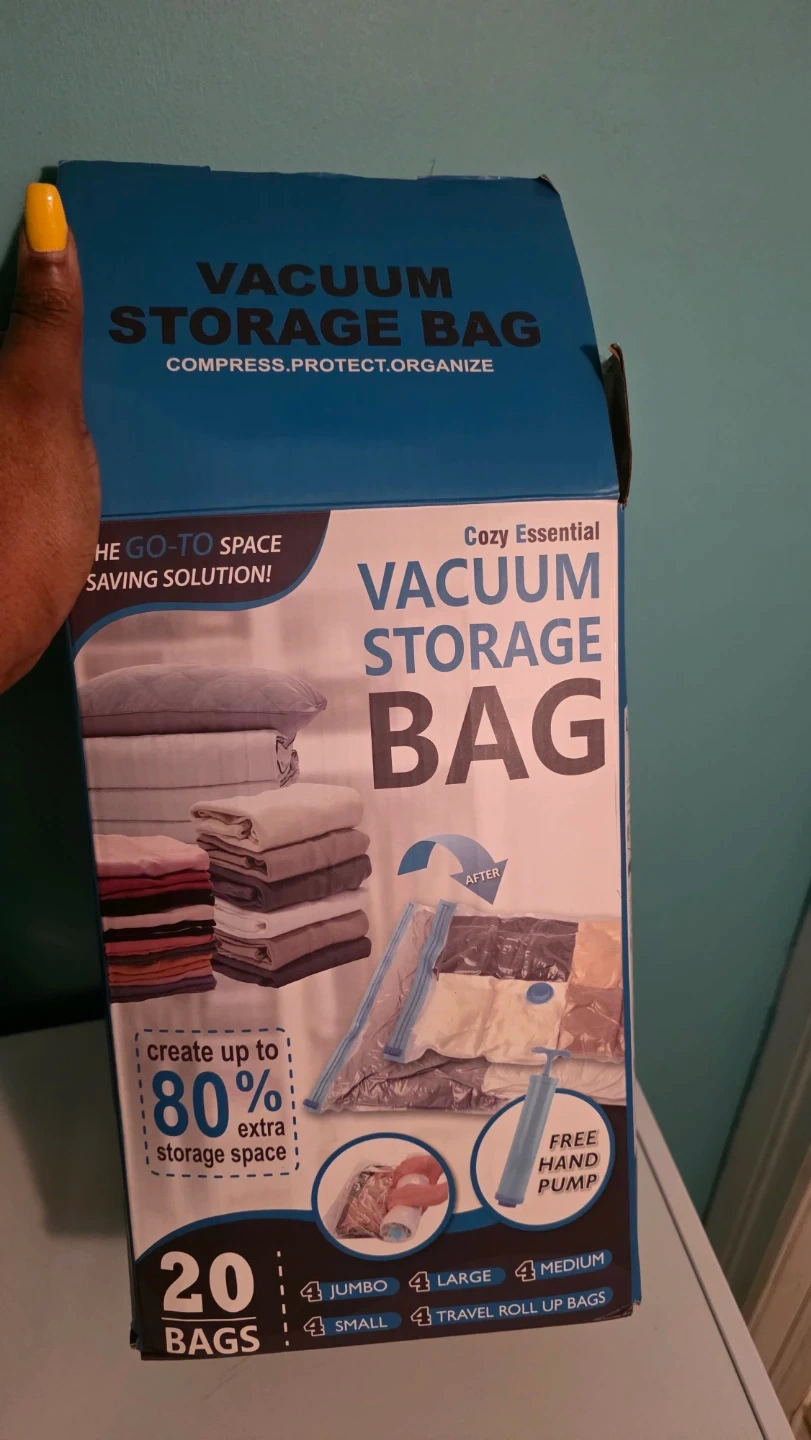 VACUUM
STORAGE BAG
COMPRESS.PROTECT.ORGANIZE
HE GO-TO SPACE
SAVING SOLUTION!
Cozy Essential
VACUUM
STORAGE
BAG
AFTER
create up to
80%
extra
storage space
FREE
HAND
PUMP
20
BAGS
4 JUMBO 4 LARGE 4 MEDIUM
4 SMALL 4 TRAVEL ROLL UP BAGS